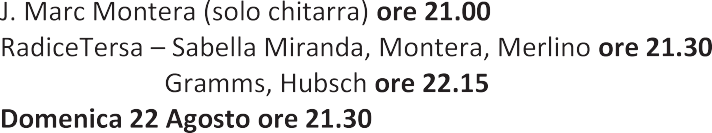 J. Marc Montera (solo chitarra) ore 21.00
RadiceTersa – Sabella Miranda, Montera, Merlino ore 21.30
Gramms, Hubsch ore 22.15
Domenica 22 Agosto ore 21.30